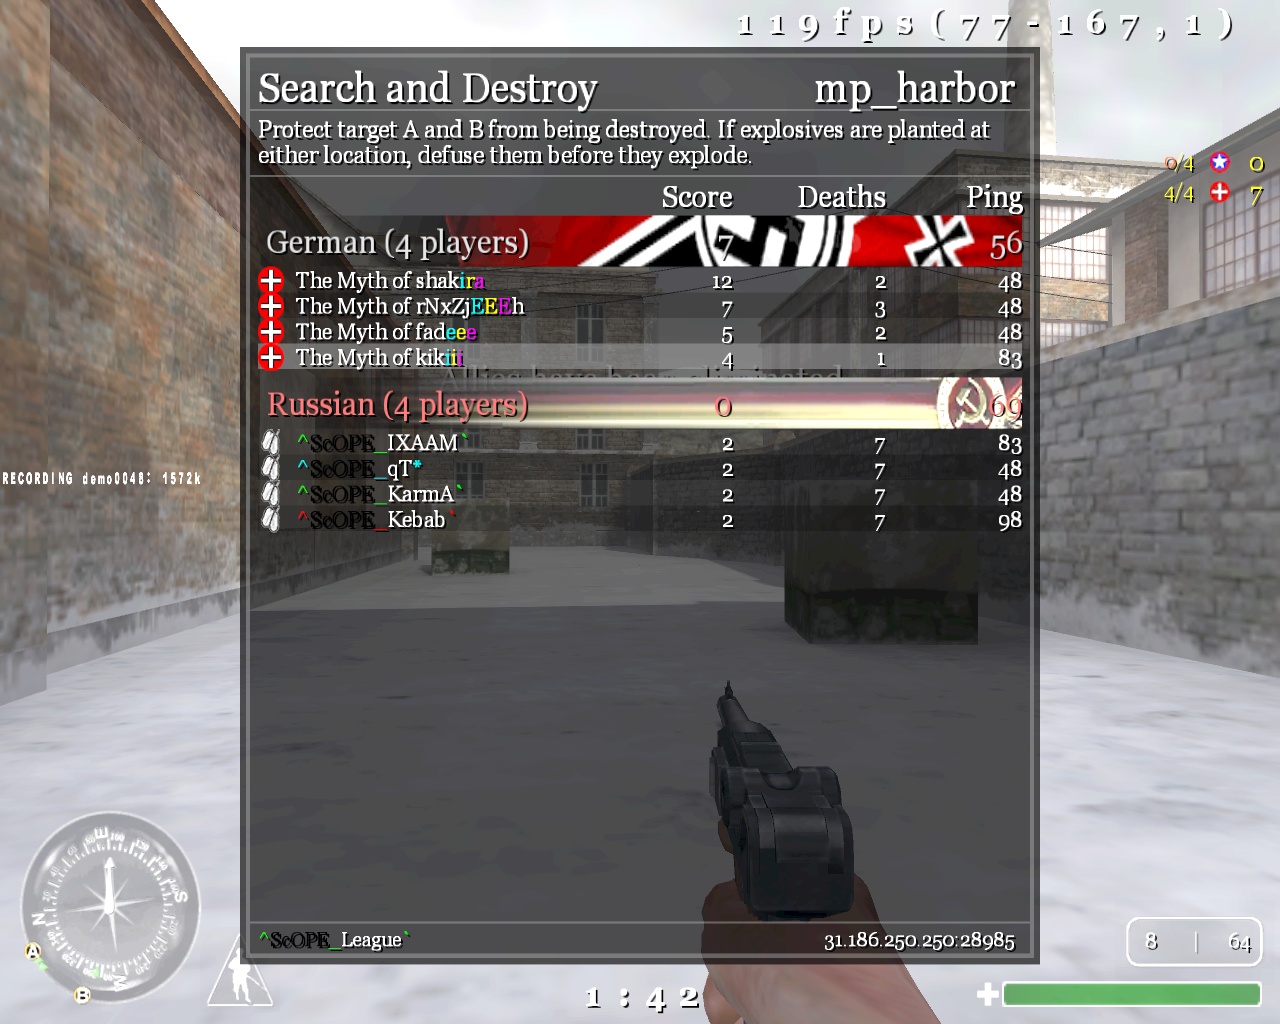 119fps(77-167,1)
Search and Destroy mp_harbor
Protect target A and B from being destroyed. If explosives are planted at
either location, defuse them before they explode.
0/4 0
4/4 7
Score Deaths Ping
German (4 players) 7 56
The Myth of shakira 12 2 48
The Myth of rNxZjEEEh 7 3 48
The Myth of fadeee 5 2 48
The Myth of kikiii 4 1 83
Allies have been eliminated
Russian (4 players) 0 69
^ScOPE_IXAAM` 2 7 83
^ScOPE_qT* 2 7 48
^ScOPE_KarmA` 2 7 48
^ScOPE_Kebab` 2 7 98
RECORDING demo0048: 1572k
^ScOPE_League` 31.186.250.250:28985
N E S W
A
B
8 | 64
1:42